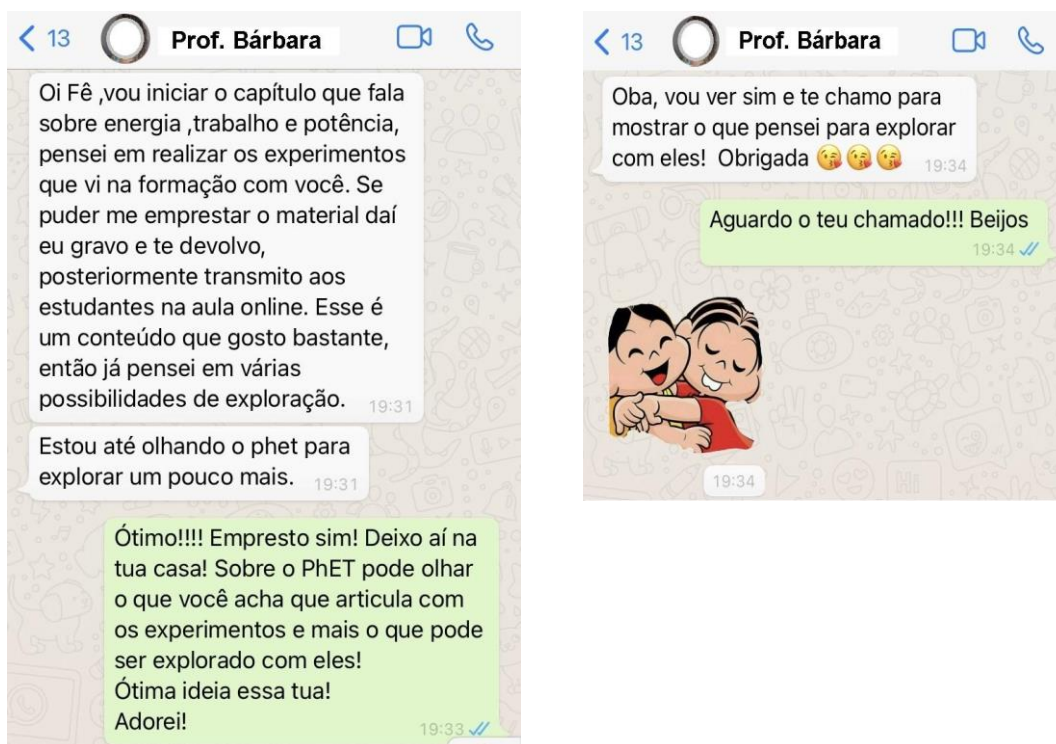 13 Prof. Bárbara
Oi Fê ,vou iniciar o capítulo que fala
sobre energia ,trabalho e potência,
pensei em realizar os experimentos
que vi na formação com você. Se
puder me emprestar o material daí
eu gravo e te devolvo,
posteriormente transmito aos
estudantes na aula online. Esse é
um conteúdo que gosto bastante,
então já pensei em várias
possibilidades de exploração. 19:31
Estou até olhando o phet para
explorar um pouco mais. 19:31
Ótimo!!!! Empresto sim! Deixo aí na
tua casa! Sobre o PhET pode olhar
o que você acha que articula com
os experimentos e mais o que pode
ser explorado com eles!
Ótima ideia essa tua!
Adorei! 19:33
13 Prof. Bárbara
Oba, vou ver sim e te chamo para
mostrar o que pensei para explorar
com eles! Obrigada 😘😘😘 19:34
Aguardo o teu chamado!!! Beijos
19:34
19:34